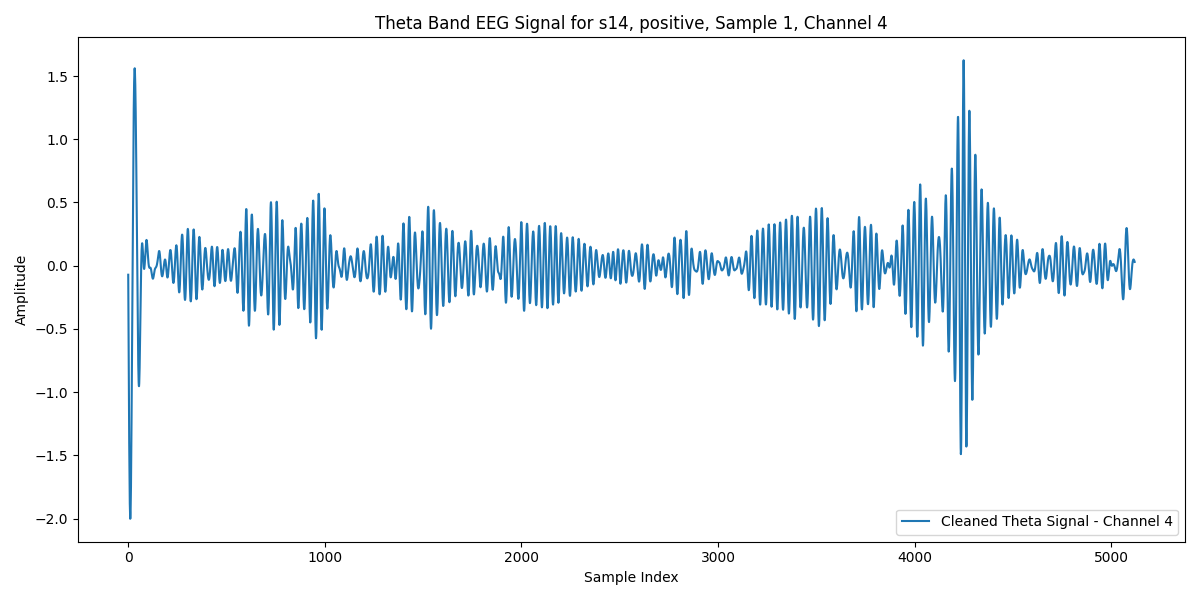 Theta Band EEG Signal for s14, positive, Sample 1, Channel 4
1.5
1.0
0.5
0.0
−0.5
−1.0
−1.5
−2.0
Amplitude
0 1000 2000 3000 4000 5000
Sample Index
Cleaned Theta Signal - Channel 4